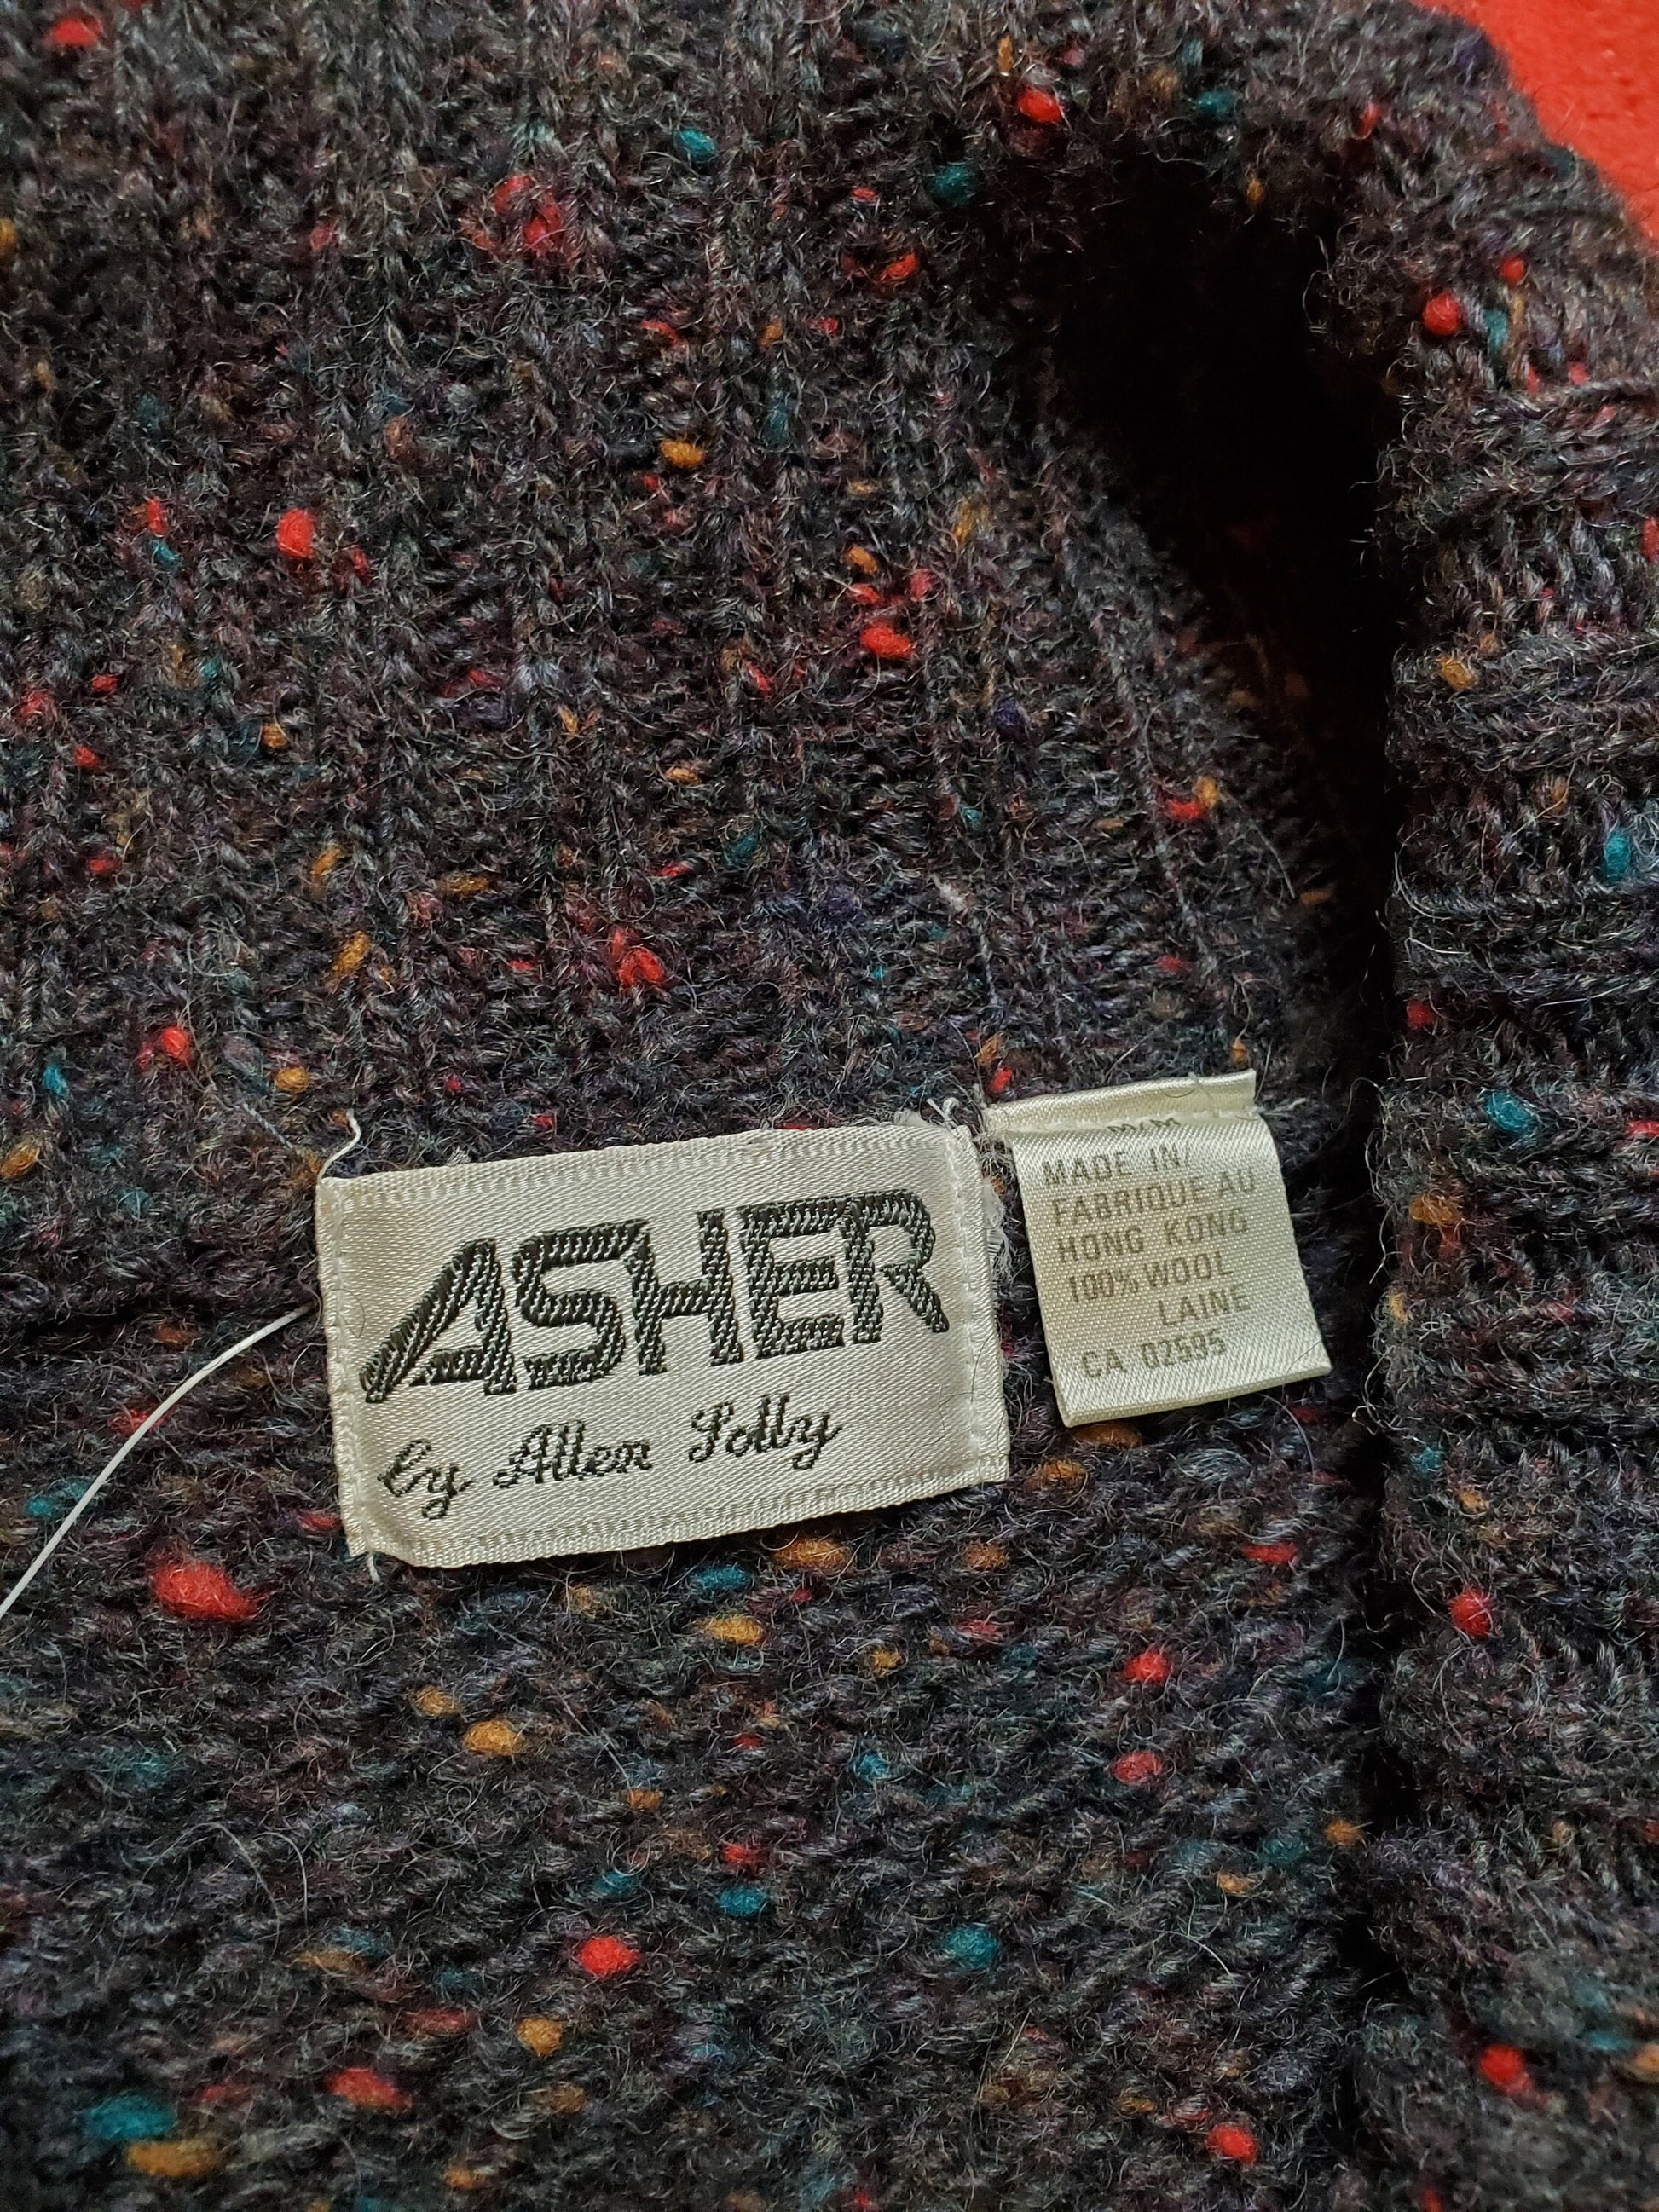 ASHER
by Allen Solly
M/M
MADE IN/
FABRIQUE AU
HONG KONG
100% WOOL
LAINE
CA 02595